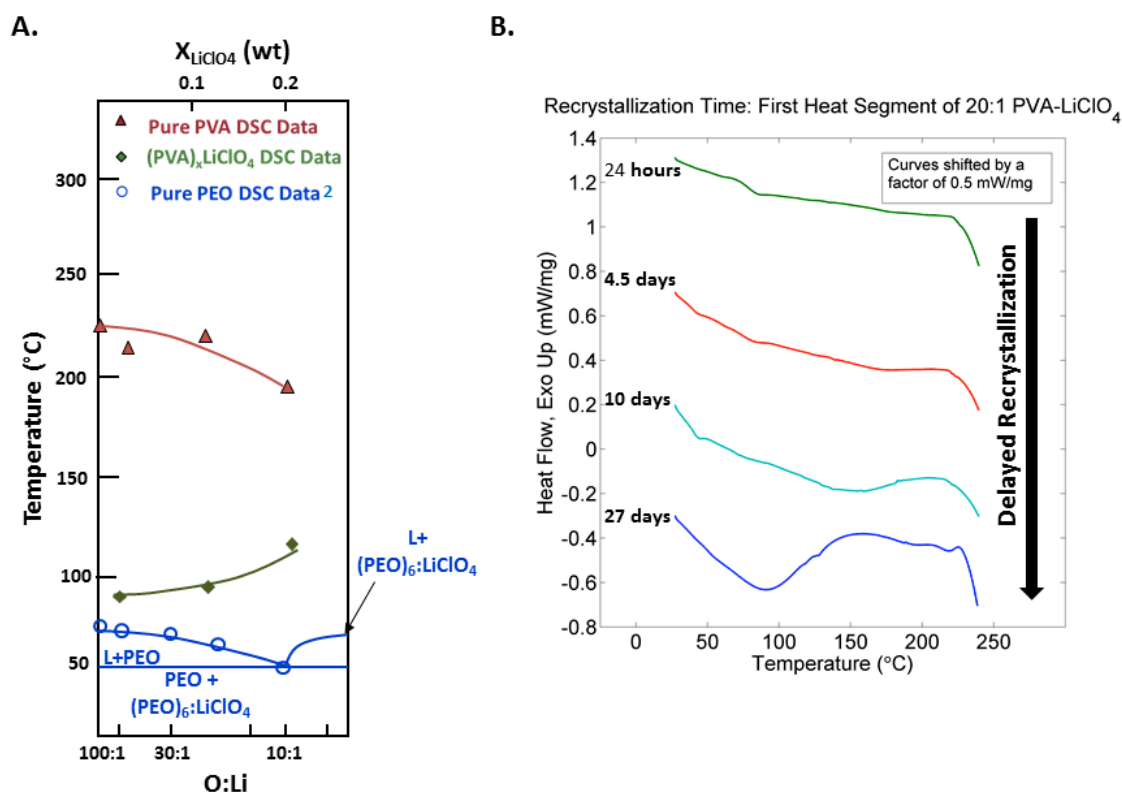 A.
X_LiClO4 (wt)
0.1 0.2
Pure PVA DSC Data
(PVA)_xLiClO₄ DSC Data
Pure PEO DSC Data 2
300
250
200
150
100
50
Temperature (°C)
L+
(PEO)₆:LiClO₄
L+PEO
PEO +
(PEO)₆:LiClO₄
100:1 30:1 10:1
O:Li
B.
Recrystallization Time: First Heat Segment of 20:1 PVA-LiClO₄
1.4
1.2
1
0.8
0.6
0.4
0.2
0
-0.2
-0.4
-0.6
-0.8
Heat Flow, Exo Up (mW/mg)
24 hours
4.5 days
10 days
27 days
Curves shifted by a
factor of 0.5 mW/mg
Delayed Recrystallization
0 50 100 150 200 250
Temperature (°C)